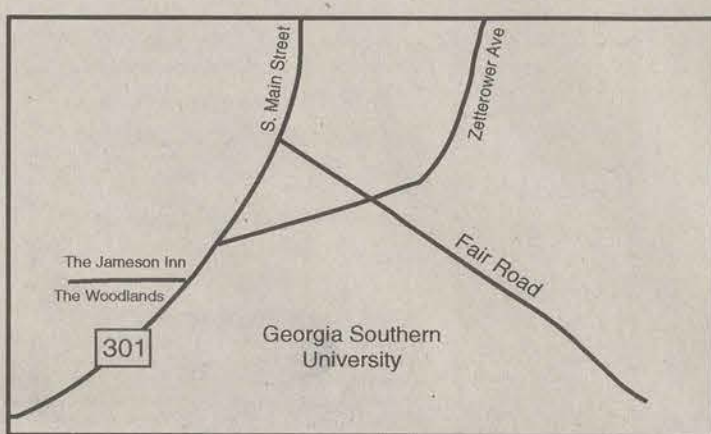 S. Main Street
Zetterower Ave
The Jameson Inn
The Woodlands
Fair Road
301
Georgia Southern
University